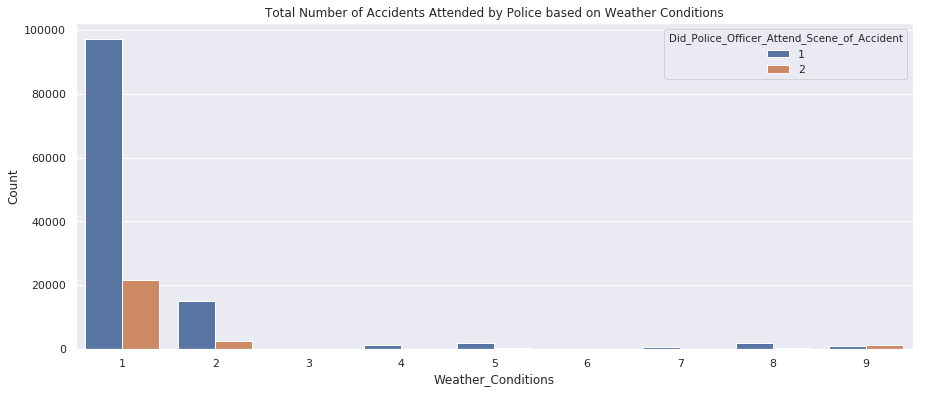 Total Number of Accidents Attended by Police based on Weather Conditions
Did_Police_Officer_Attend_Scene_of_Accident
1
2
100000
80000
60000
40000
20000
0
Count
1 2 3 4 5 6 7 8 9
Weather_Conditions